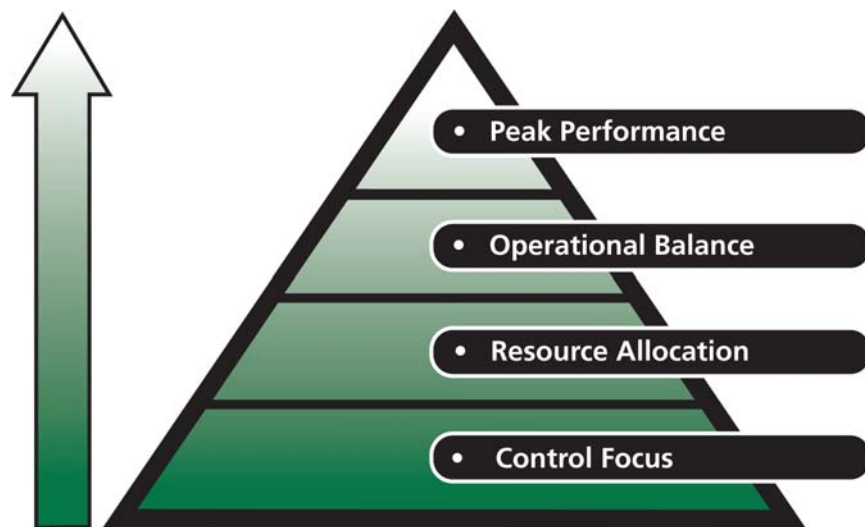 • Peak Performance
• Operational Balance
• Resource Allocation
• Control Focus